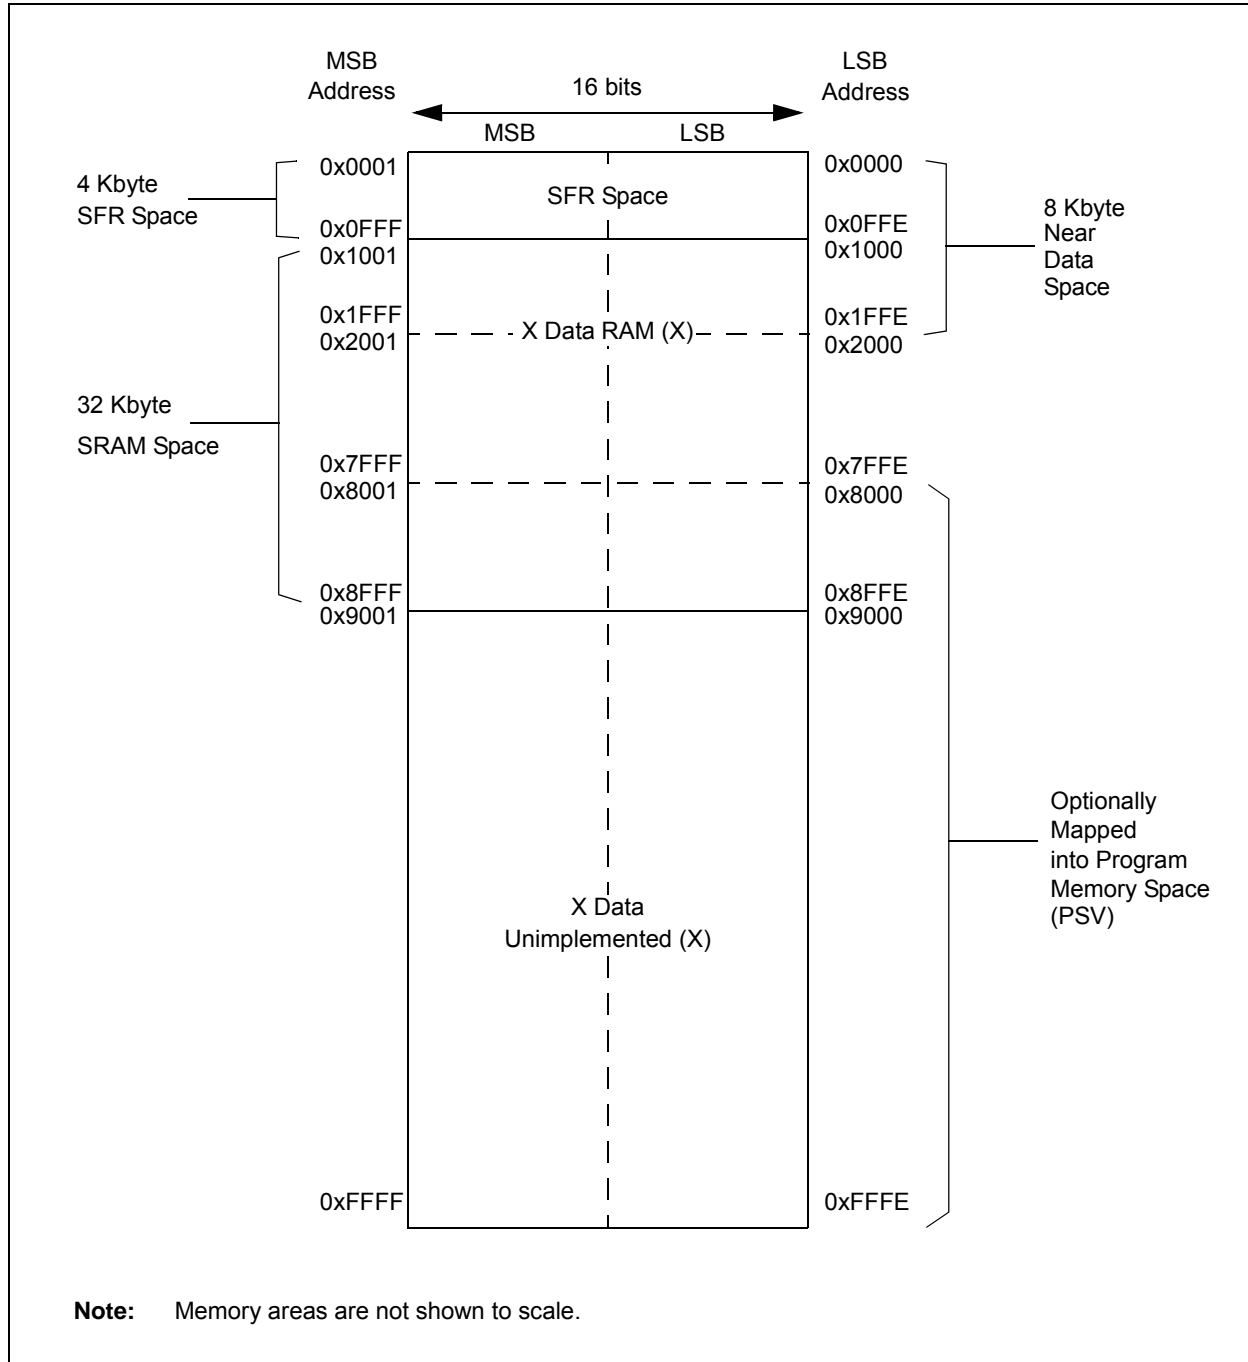 MSB
Address
16 bits
LSB
Address
MSB
LSB
0x0001
0x0000
4 Kbyte
SFR Space
SFR Space
8 Kbyte
Near
Data
Space
0x0FFF
0x0FFE
0x1001
0x1000
0x1FFF
0x1FFE
X Data RAM (X)
0x2001
0x2000
32 Kbyte
SRAM Space
0x7FFF
0x7FFE
0x8001
0x8000
0x8FFF
0x8FFE
0x9001
0x9000
Optionally
Mapped
into Program
Memory Space
(PSV)
X Data
Unimplemented (X)
0xFFFF
0xFFFE
Note: Memory areas are not shown to scale.